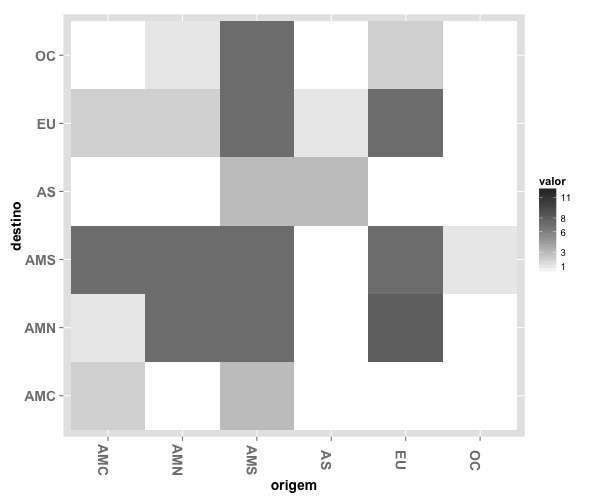 OC
EU
AS
AMS
AMN
AMC
destino
AMC AMN AMS AS EU OC
origem
valor
11
8
6
3
1